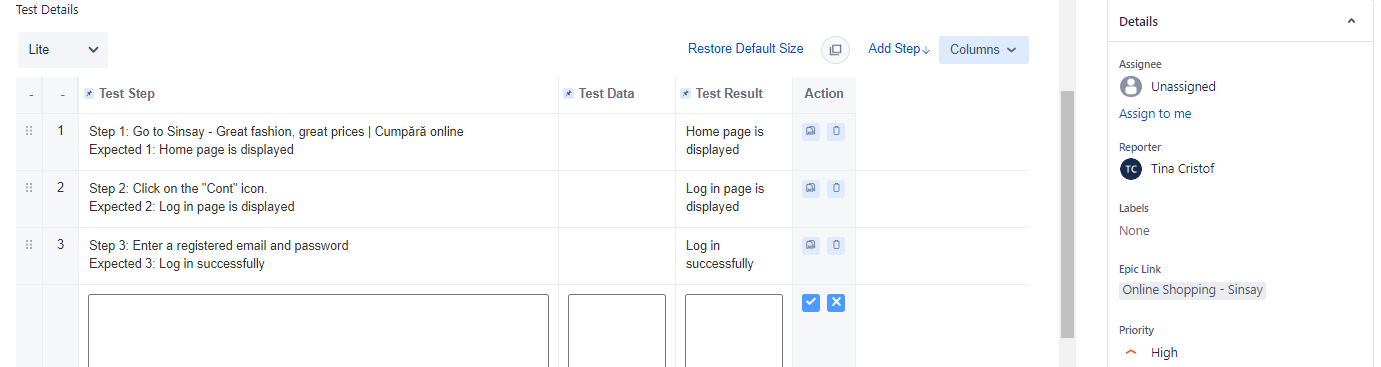 Test Details
Lite
Restore Default Size
Add Step↓
Columns
- - Test Step Test Data Test Result Action
1
Step 1: Go to Sinsay - Great fashion, great prices | Cumpără online
Expected 1: Home page is displayed
Home page is
displayed
2
Step 2: Click on the "Cont" icon.
Expected 2: Log in page is displayed
Log in page is
displayed
3
Step 3: Enter a registered email and password
Expected 3: Log in successfully
Log in
successfully
Details
Assignee
Unassigned
Assign to me
Reporter
TC Tina Cristof
Labels
None
Epic Link
Online Shopping - Sinsay
Priority
High